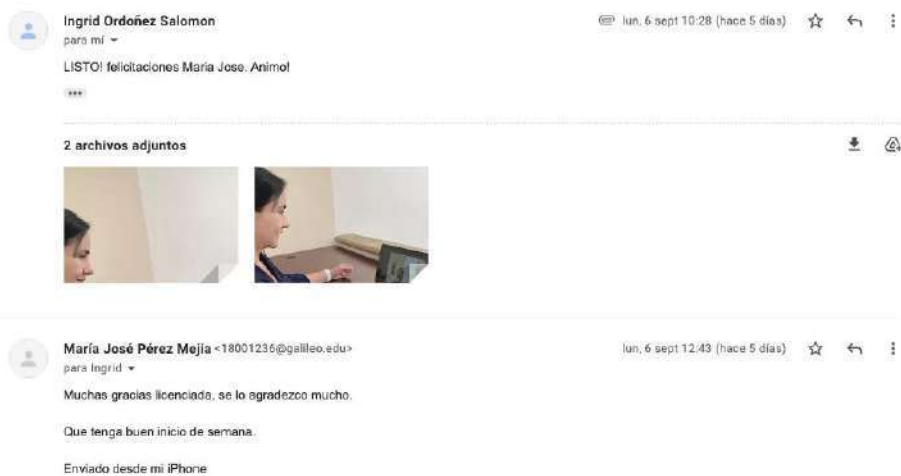 Ingrid Ordoñez Salomon
lun, 6 sept 10:28 (hace 5 días)
para mí
LISTO! felicitaciones Maria Jose. Animo!
•••
2 archivos adjuntos
María José Pérez Mejía <18001236@galileo.edu>
lun, 6 sept 12:43 (hace 5 días)
para Ingrid
Muchas gracias licenciada, se lo agradezco mucho.
Que tenga buen inicio de semana.
Enviado desde mi iPhone